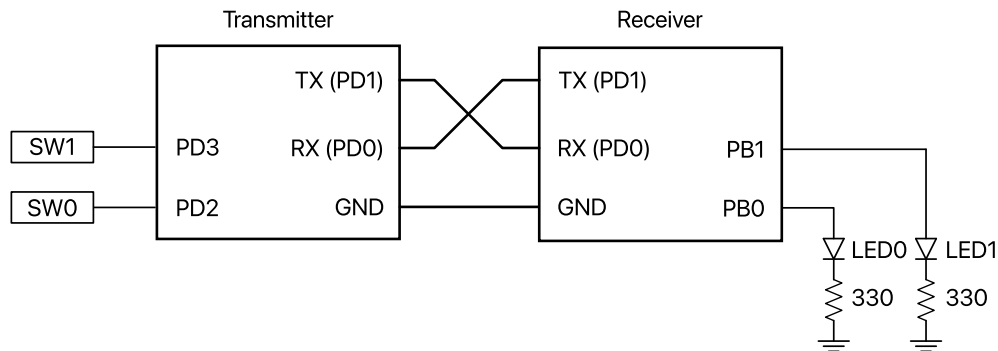 Transmitter
Receiver
TX (PD1)
TX (PD1)
SW1
PD3
RX (PD0)
RX (PD0)
PB1
SW0
PD2
GND
GND
PB0
LED0
LED1
330
330